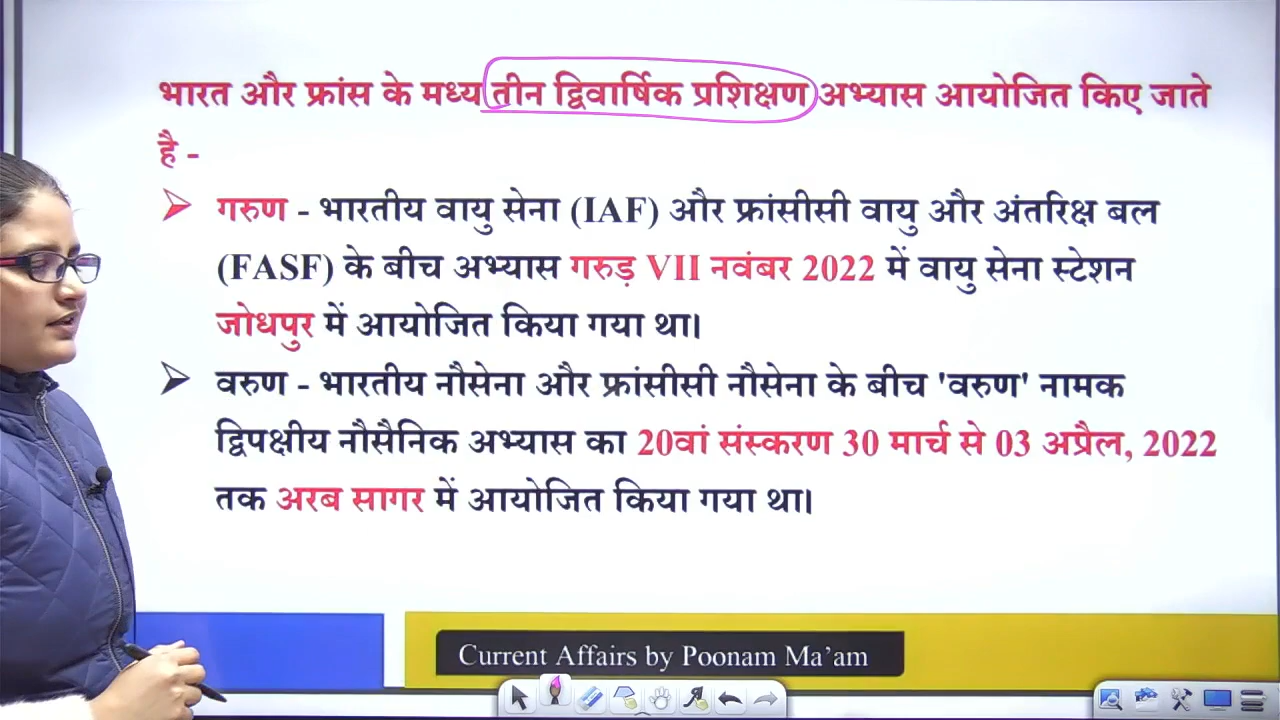 भारत और फ्रांस के मध्य तीन द्विवार्षिक प्रशिक्षण अभ्यास आयोजित किए जाते
है -
गरुण - भारतीय वायु सेना (IAF) और फ्रांसीसी वायु और अंतरिक्ष बल
(FASF) के बीच अभ्यास गरुड़ VII नवंबर 2022 में वायु सेना स्टेशन
जोधपुर में आयोजित किया गया था।
वरुण - भारतीय नौसेना और फ्रांसीसी नौसेना के बीच 'वरुण' नामक
द्विपक्षीय नौसैनिक अभ्यास का 20वां संस्करण 30 मार्च से 03 अप्रैल, 2022
तक अरब सागर में आयोजित किया गया था।
Current Affairs by Poonam Ma’am